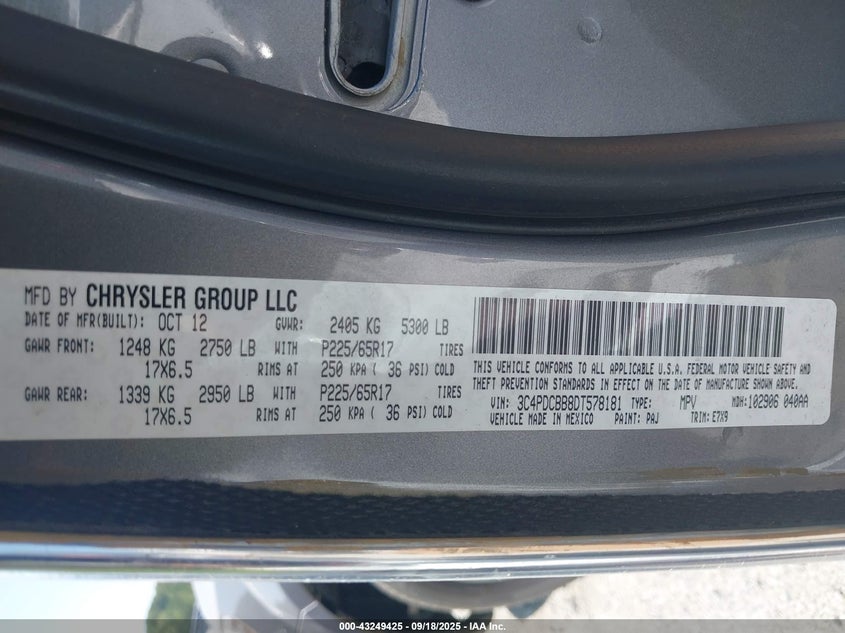 MFD BY CHRYSLER GROUP LLC
DATE OF MFR(BUILT): OCT 12 GVWR: 2405 KG 5300 LB
GAWR FRONT: 1248 KG 2750 LB WITH P225/65R17 TIRES
17X6.5 RIMS AT 250 KPA ( 36 PSI) COLD
GAWR REAR: 1339 KG 2950 LB WITH P225/65R17 TIRES
17X6.5 RIMS AT 250 KPA ( 36 PSI) COLD
THIS VEHICLE CONFORMS TO ALL APPLICABLE U.S.A. FEDERAL MOTOR VEHICLE SAFETY AND
THEFT PREVENTION STANDARDS IN EFFECT ON THE DATE OF MANUFACTURE SHOWN ABOVE.
VIN: 3C4PDCBB8DT578181 TYPE: MPV MDH:102906 040AA
VEHICLE MADE IN MEXICO PAINT: PAJ TRIM: E7X9
000-43249425 - 09/18/2025 - IAA Inc.